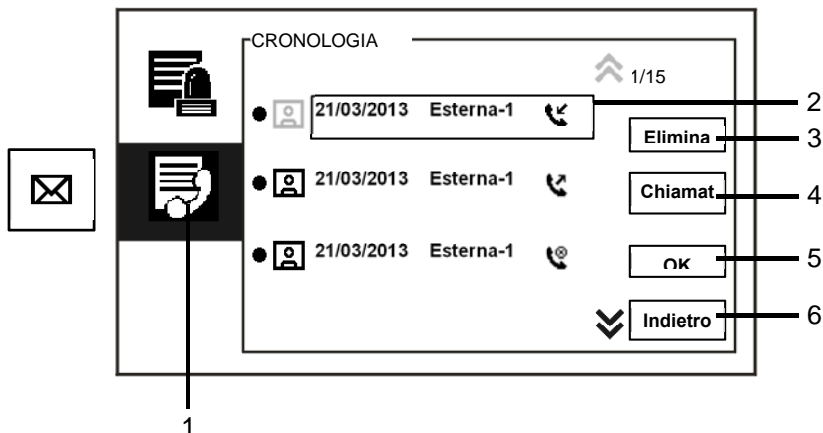 CRONOLOGIA
1/15
21/03/2013 Esterna-1
2
Elimina
3
21/03/2013 Esterna-1
Chiamat
4
21/03/2013 Esterna-1
OK
5
Indietro
6
1